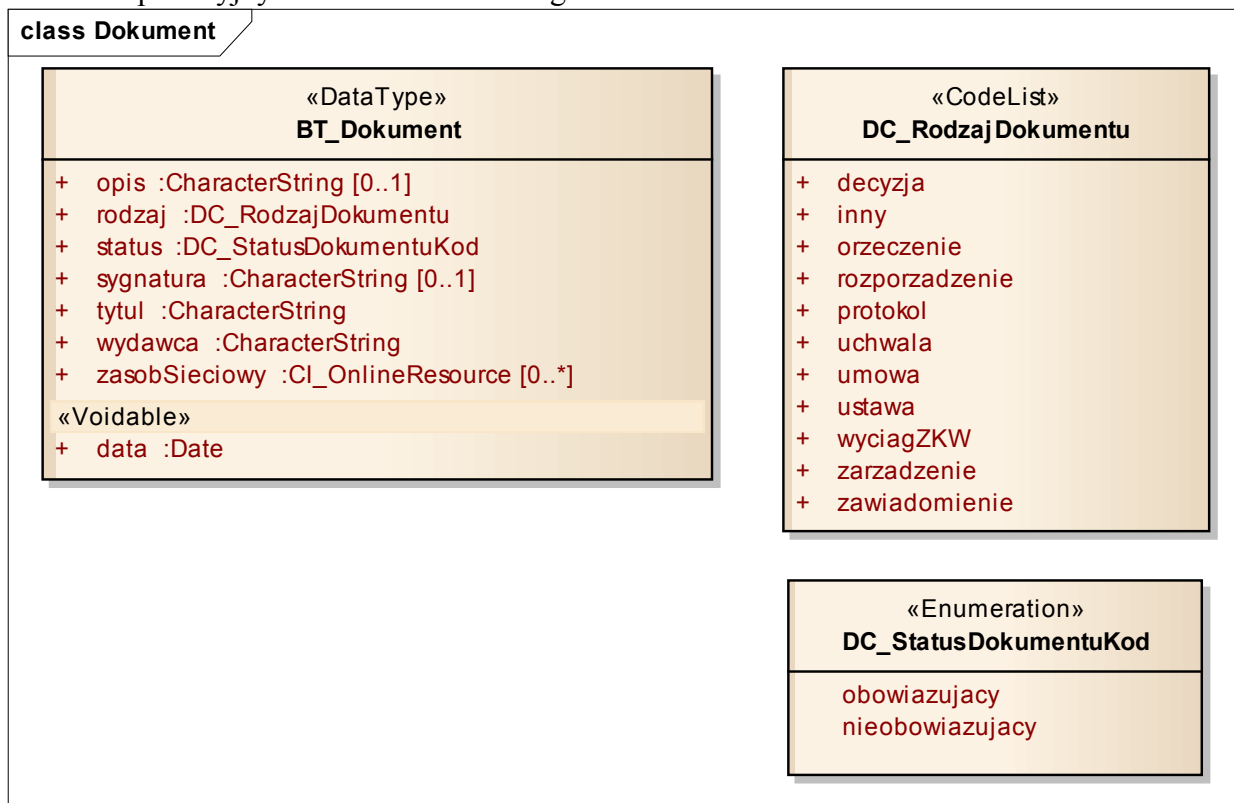 class Dokument
«DataType»
BT_Dokument
+ opis :CharacterString [0..1]
+ rodzaj :DC_RodzajDokumentu
+ status :DC_StatusDokumentuKod
+ sygnatura :CharacterString [0..1]
+ tytul :CharacterString
+ wydawca :CharacterString
+ zasobSieciowy :CI_OnlineResource [0..*]
«Voidable»
+ data :Date
«CodeList»
DC_RodzajDokumentu
+ decyzja
+ inny
+ orzeczenie
+ rozporzadzenie
+ protokol
+ uchwala
+ umowa
+ ustawa
+ wyciagZKW
+ zarzadzenie
+ zawiadomienie
«Enumeration»
DC_StatusDokumentuKod
obowiazujacy
nieobowiazujacy